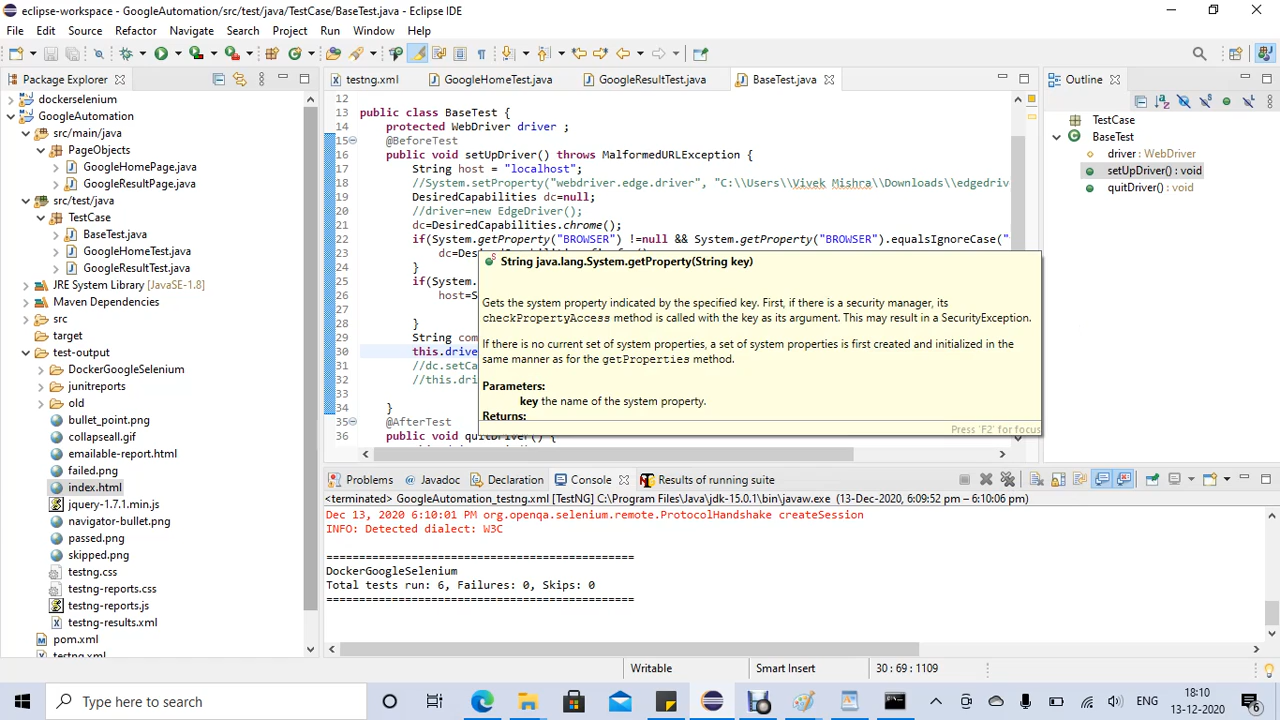 eclipse-workspace - GoogleAutomation/src/test/java/TestCase/BaseTest.java - Eclipse IDE
File Edit Source Refactor Navigate Search Project Run Window Help
Package Explorer
dockerselenium
GoogleAutomation
src/main/java
PageObjects
GoogleHomePage.java
GoogleResultPage.java
src/test/java
TestCase
BaseTest.java
GoogleHomeTest.java
GoogleResultTest.java
JRE System Library [JavaSE-1.8]
Maven Dependencies
src
target
test-output
DockerGoogleSelenium
junitreports
old
bullet_point.png
collapseall.gif
emailable-report.html
failed.png
index.html
jquery-1.7.1.min.js
navigator-bullet.png
passed.png
skipped.png
testng.css
testng-reports.css
testng-reports.js
testng-results.xml
pom.xml
testng.xml
testng.xml GoogleHomeTest.java GoogleResultTest.java BaseTest.java
12
13 public class BaseTest {
14 protected WebDriver driver ;
15 @BeforeTest
16 public void setUpDriver() throws MalformedURLException {
17 String host = "localhost";
18 //System.setProperty("webdriver.edge.driver", "C:\\Users\\Vivek Mishra\\Downloads\\edgedriv
19 DesiredCapabilities dc=null;
20 //driver=new EdgeDriver();
21 dc=DesiredCapabilities.chrome();
22 if(System.getProperty("BROWSER") !=null && System.getProperty("BROWSER").equalsIgnoreCase("
23 dc=Des
24 }
25 if(System.
26 host=S
27
28 }
29 String com
30 this.drive
31 //dc.setCa
32 //this.dri
33
34 }
35 @AfterTest
36 public void quitDriver() {
String java.lang.System.getProperty(String key)
Gets the system property indicated by the specified key. First, if there is a security manager, its
checkPropertyAccess method is called with the key as its argument. This may result in a SecurityException.
If there is no current set of system properties, a set of system properties is first created and initialized in the
same manner as for the getProperties method.
Parameters:
key the name of the system property.
Returns:
Press 'F2' for focus
Outline
TestCase
BaseTest
driver : WebDriver
setUpDriver() : void
quitDriver() : void
Problems Javadoc Declaration Console Results of running suite
<terminated> GoogleAutomation_testng.xml [TestNG] C:\Program Files\Java\jdk-15.0.1\bin\javaw.exe (13-Dec-2020, 6:09:52 pm – 6:10:06 pm)
Dec 13, 2020 6:10:01 PM org.openqa.selenium.remote.ProtocolHandshake createSession
INFO: Detected dialect: W3C
===============================================
DockerGoogleSelenium
Total tests run: 6, Failures: 0, Skips: 0
===============================================
Writable Smart Insert 30 : 69 : 1109
Type here to search
ENG
18:10
13-12-2020
6